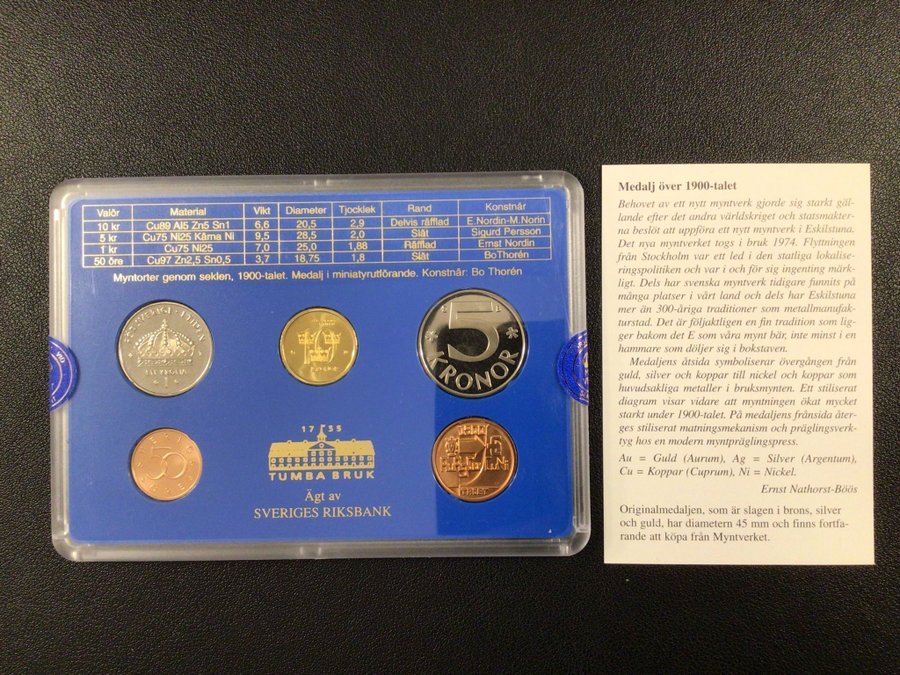 Valör Material Vikt Diameter Tjocklek Rand Konstnär
10 kr Cu89 Al5 Zn5 Sn1 6,6 20,5 2,9 Delvis räfflad E.Nordin-M.Norin
5 kr Cu75 Ni25 Kärna Ni 9,5 28,5 2,0 Slät Sigurd Persson
1 kr Cu75 Ni25 7,0 25,0 1,88 Räfflad Ernst Nordin
50 öre Cu97 Zn2,5 Sn0,5 3,7 18,75 1,8 Slät BoThorén
Myntorter genom seklen, 1900-talet. Medalj i miniatyrutförande. Konstnär: Bo Thorén
1
5
KRONOR
50
1755
TUMBA BRUK
Ägt av
SVERIGES RIKSBANK
Medalj över 1900-talet
Behovet av ett nytt myntverk gjorde sig starkt gäl-
lande efter det andra världskriget och statsmakter-
na beslöt att uppföra ett nytt myntverk i Eskilstuna.
Det nya myntverket togs i bruk 1974. Flyttningen
från Stockholm var ett led i den statliga lokalise-
ringspolitiken och var i och för sig ingenting märk-
ligt. Dels har svenska myntverk tidigare funnits på
många platser i vårt land och dels har Eskilstuna
mer än 300-åriga traditioner som metallmanufak-
turstad. Det är följaktligen en fin tradition som lig-
ger bakom det E som våra mynt bär, inte minst i en
hammare som döljer sig i bokstaven.
Medaljens åtsida symboliserar övergången från
guld, silver och koppar till nickel och koppar som
huvudsakliga metaller i bruksmynten. Ett stiliserat
diagram visar vidare att myntningen ökat mycket
starkt under 1900-talet. På medaljens frånsida åter-
ges stiliserat matningsmekanism och präglingsverk-
tyg hos en modern myntpräglingspress.
Au = Guld (Aurum), Ag = Silver (Argentum),
Cu = Koppar (Cuprum), Ni = Nickel.
Ernst Nathorst-Böös
Originalmedaljen, som är slagen i brons, silver
och guld, har diametern 45 mm och finns fortfa-
rande att köpa från Myntverket.